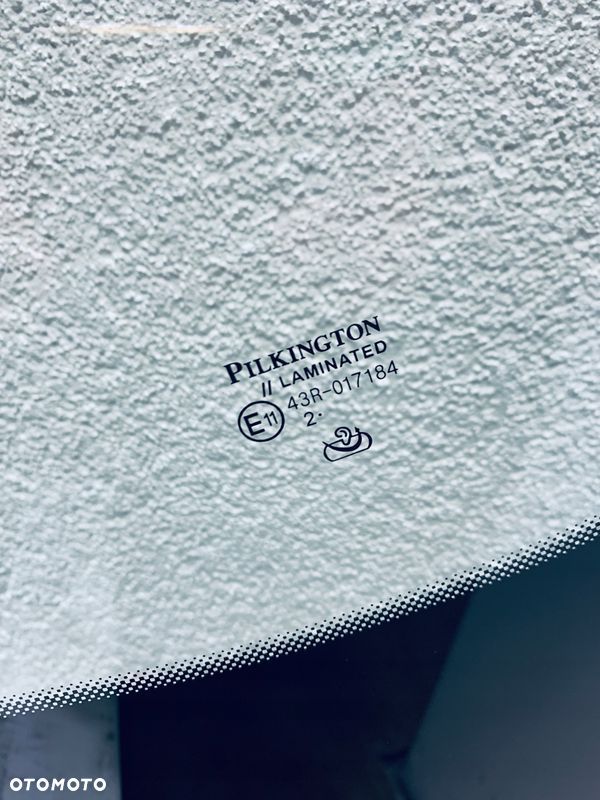 PILKINGTON
// LAMINATED
E11 43R-017184
2.
OTOMOTO